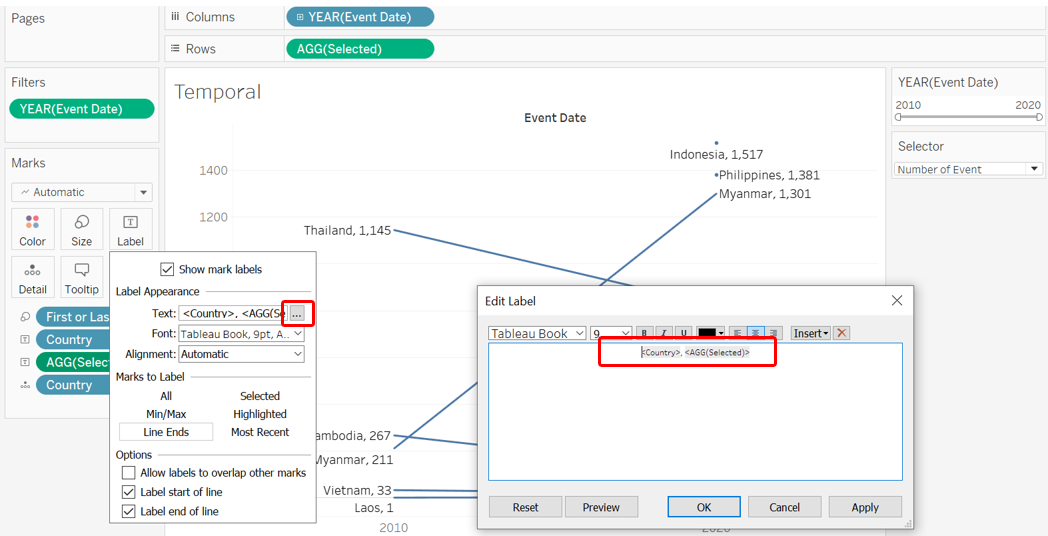 Pages
Columns
YEAR(Event Date)
Rows
AGG(Selected)
Filters
YEAR(Event Date)
Marks
Automatic
Color
Size
Label
Detail
Tooltip
First or Las
Country
AGG(Select
Country
Show mark labels
Label Appearance
Text: <Country>, <AGG(Se ...
Font: Tableau Book, 9pt, A...
Alignment: Automatic
Marks to Label
All Selected
Min/Max Highlighted
Line Ends Most Recent
Options
Allow labels to overlap other marks
Label start of line
Label end of line
Temporal
Event Date
1400
1200
Indonesia, 1,517
Philippines, 1,381
Myanmar, 1,301
Thailand, 1,145
ambodia, 267
Myanmar, 211
Vietnam, 33
Laos, 1
2010
2020
Edit Label
Tableau Book 9 B I U Insert
<Country>, <AGG(Selected)>
Reset Preview OK Cancel Apply
YEAR(Event Date)
2010 2020
Selector
Number of Event